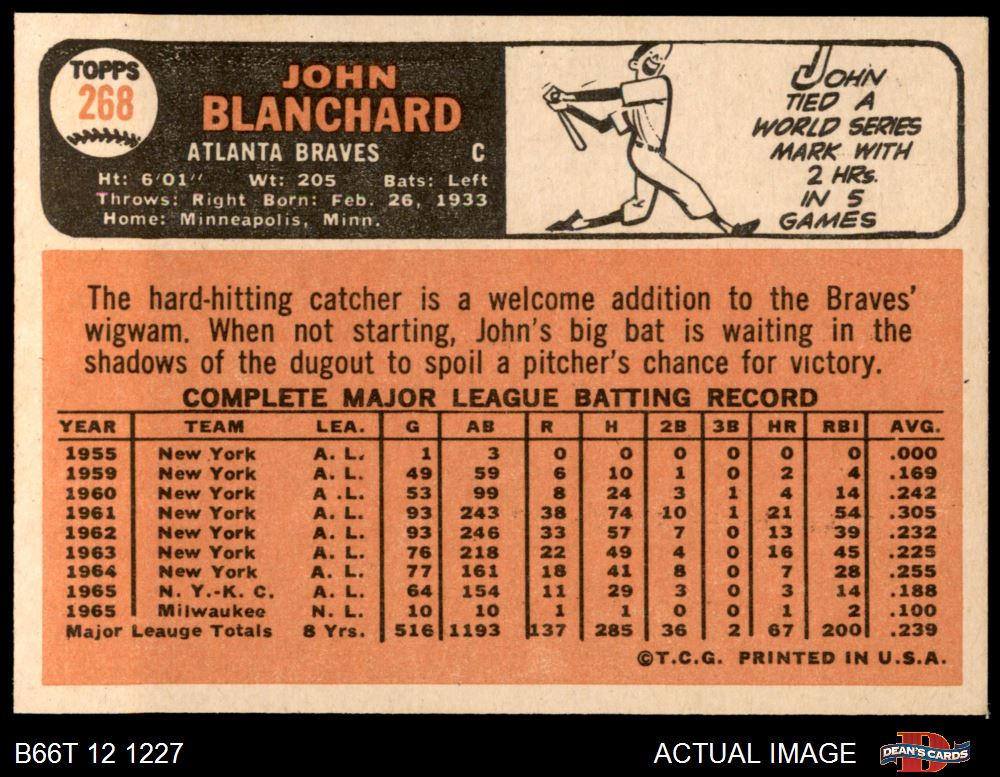 TOPPS
268
JOHN
BLANCHARD
ATLANTA BRAVES C
Ht: 6'01" Wt: 205 Bats: Left
Throws: Right Born: Feb. 26, 1933
Home: Minneapolis, Minn.
JOHN
TIED A
WORLD SERIES
MARK WITH
2 HRs.
IN 5
GAMES
The hard-hitting catcher is a welcome addition to the Braves'
wigwam. When not starting, John's big bat is waiting in the
shadows of the dugout to spoil a pitcher's chance for victory.
COMPLETE MAJOR LEAGUE BATTING RECORD
YEAR TEAM LEA. G AB R H 2B 3B HR RBI AVG.
1955 New York A. L. 1 3 0 0 0 0 0 0 .000
1959 New York A. L. 49 59 6 10 1 0 2 4 .169
1960 New York A .L. 53 99 8 24 3 1 4 14 .242
1961 New York A. L. 93 243 38 74 10 1 21 54 .305
1962 New York A. L. 93 246 33 57 7 0 13 39 .232
1963 New York A. L. 76 218 22 49 4 0 16 45 .225
1964 New York A. L. 77 161 18 41 8 0 7 28 .255
1965 N. Y.-K. C. A. L. 64 154 11 29 3 0 3 14 .188
1965 Milwaukee N. L. 10 10 1 1 0 0 1 2 .100
Major Leauge Totals 8 Yrs. 516 1193 137 285 36 2 67 200 .239
©T.C.G. PRINTED IN U.S.A.
B66T 12 1227 ACTUAL IMAGE DEAN'S CARDS